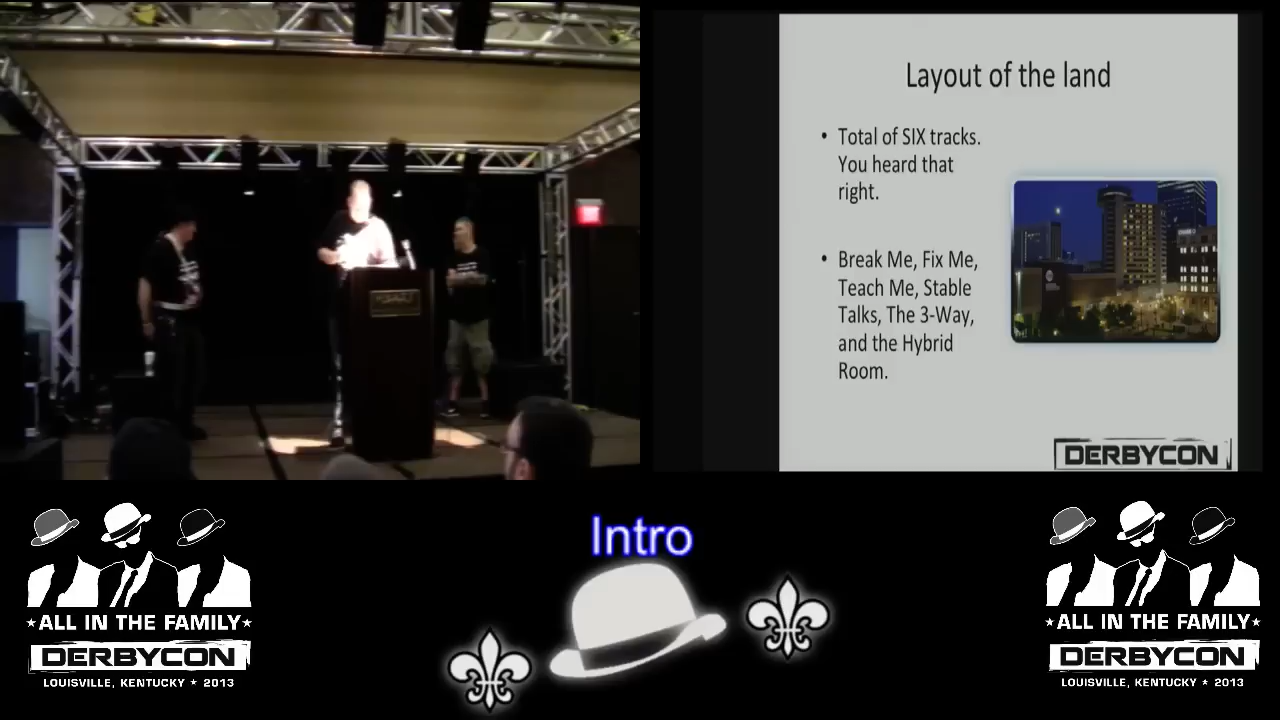 Layout of the land
• Total of SIX tracks.
You heard that
right.
• Break Me, Fix Me,
Teach Me, Stable
Talks, The 3-Way,
and the Hybrid
Room.
DERBYCON
Intro
★ALL IN THE FAMILY★
DERBYCON
LOUISVILLE, KENTUCKY ★ 2013
★ALL IN THE FAMILY★
DERBYCON
LOUISVILLE, KENTUCKY ★ 2013